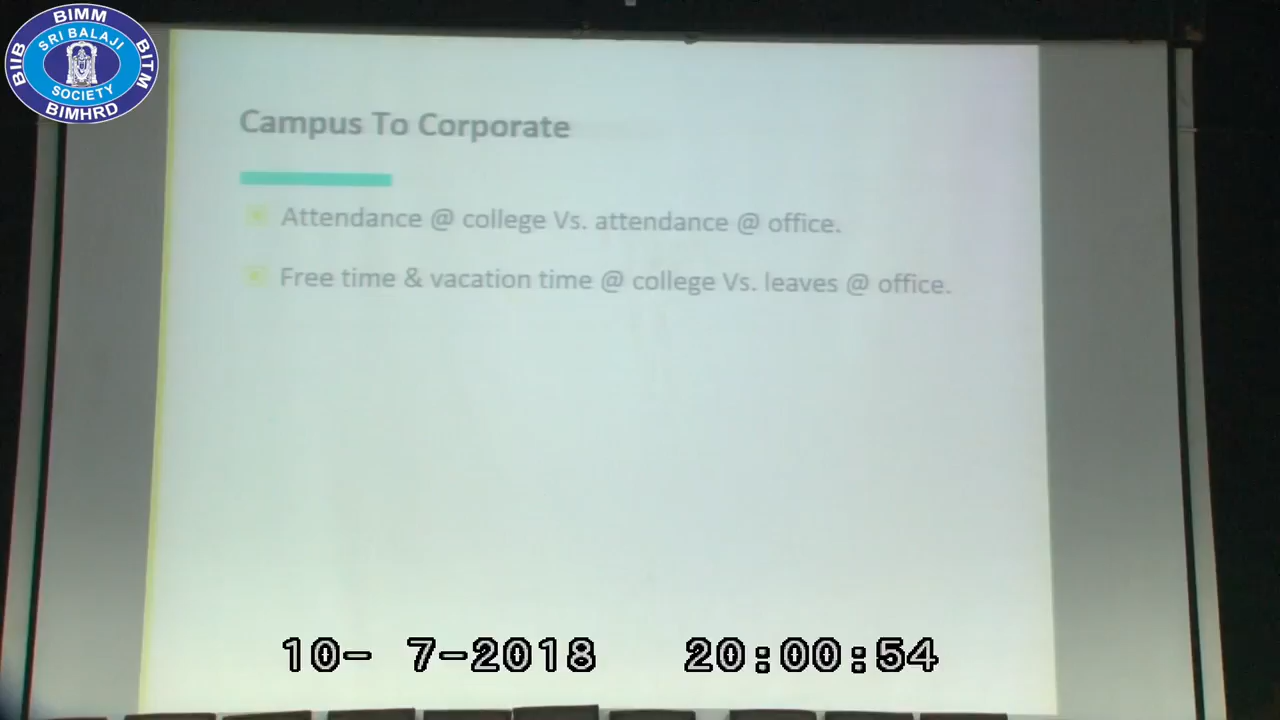 BIMM
BIIB
SRI BALAJI
BITM
SOCIETY
BIMHRD
Campus To Corporate
Attendance @ college Vs. attendance @ office.
Free time & vacation time @ college Vs. leaves @ office.
10- 7-2018 20:00:54